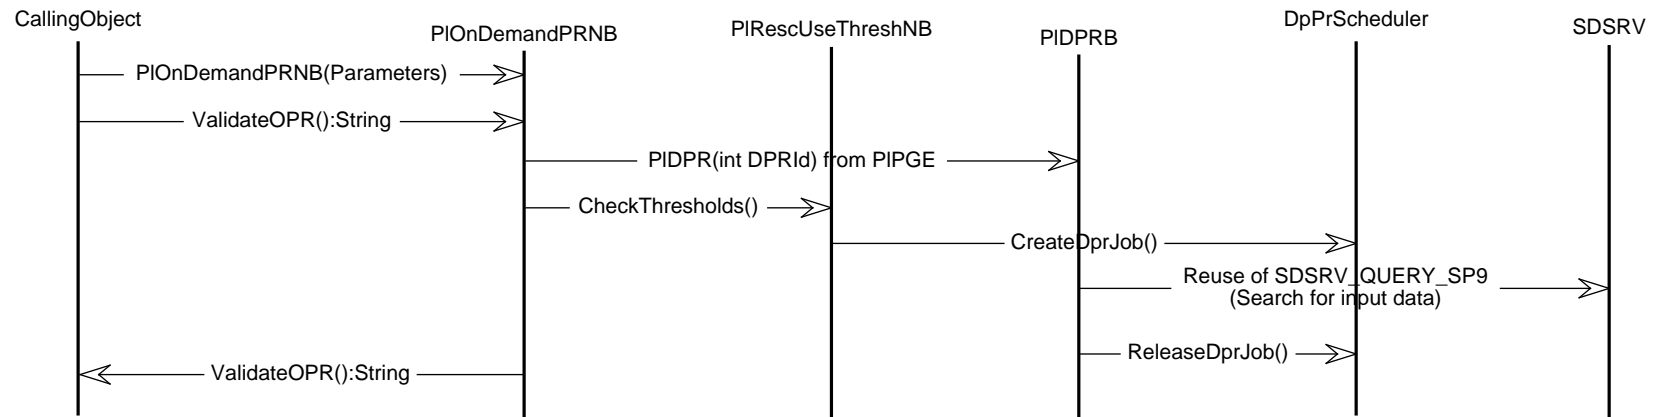 CallingObject
PlOnDemandPRNB
PlRescUseThreshNB
PlDPRB
DpPrScheduler
SDSRV
PlOnDemandPRNB(Parameters)
ValidateOPR():String
PlDPR(int DPRId) from PlPGE
CheckThresholds()
CreateDprJob()
Reuse of SDSRV_QUERY_SP9
(Search for input data)
ReleaseDprJob()
ValidateOPR():String